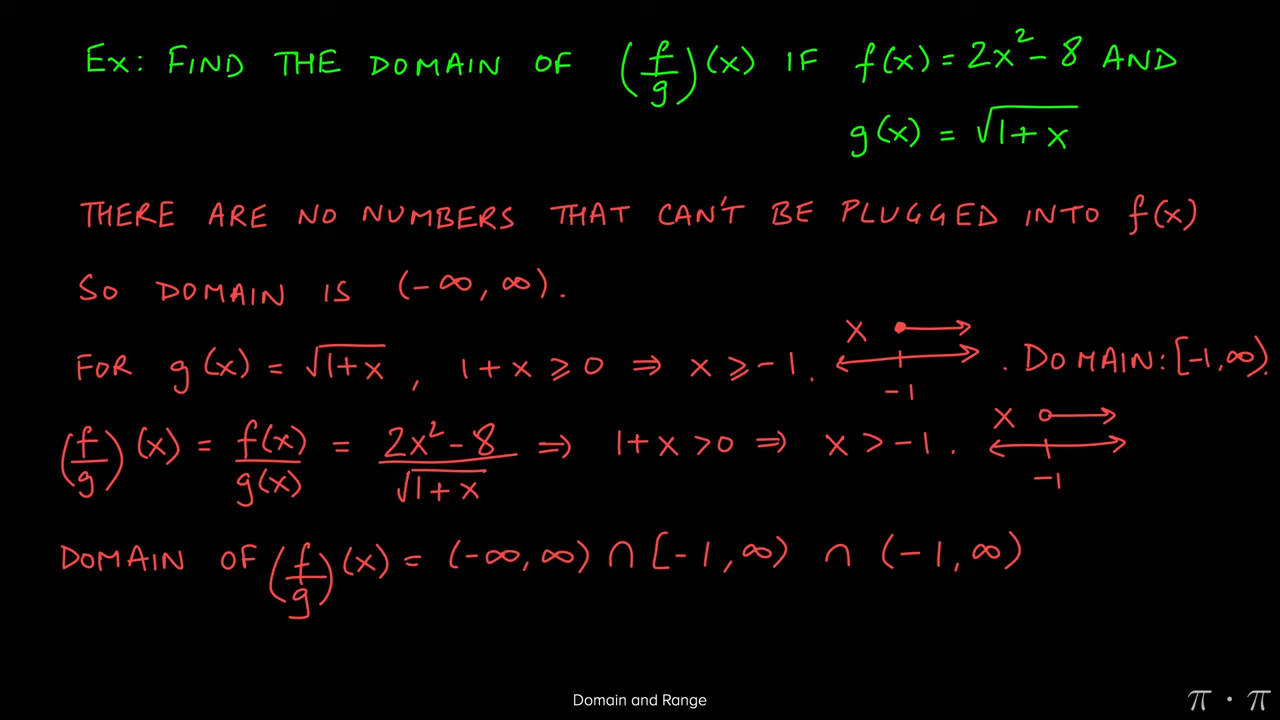 EX: FIND THE DOMAIN OF (f/g)(x) IF f(x) = 2x² - 8 AND
g(x) = √(1+x)
THERE ARE NO NUMBERS THAT CAN'T BE PLUGGED INTO f(x)
SO DOMAIN IS (-∞, ∞).
FOR g(x) = √(1+x), 1+x ≥ 0 ⇒ x ≥ -1. X -1 . DOMAIN: [-1, ∞).
(f/g)(x) = f(x)/g(x) = (2x² - 8)/√(1+x) ⇒ 1+x > 0 ⇒ x > -1. X -1
DOMAIN OF (f/g)(x) = (-∞, ∞) ∩ [-1, ∞) ∩ (-1, ∞)
Domain and Range
π · π